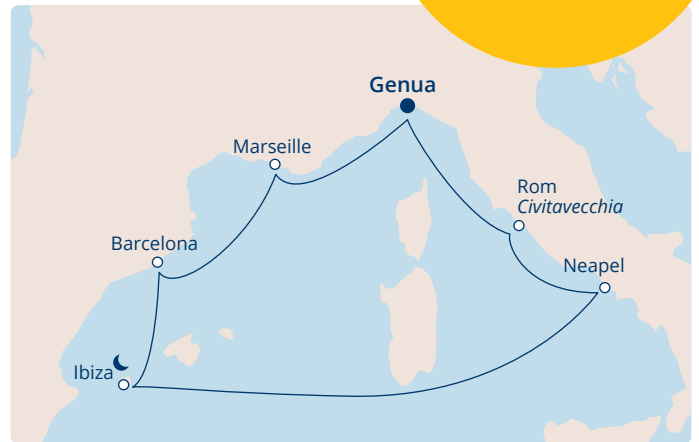 Genua
Marseille
Rom
Civitavecchia
Barcelona
Neapel
Ibiza